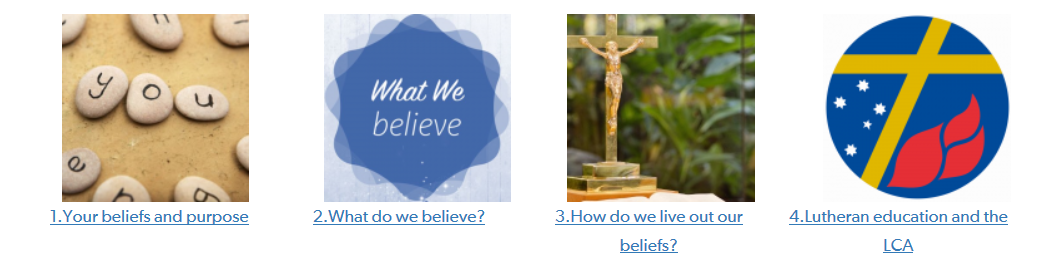 you
What We
believe
1.Your beliefs and purpose
2.What do we believe?
3.How do we live out our
beliefs?
4.Lutheran education and the
LCA